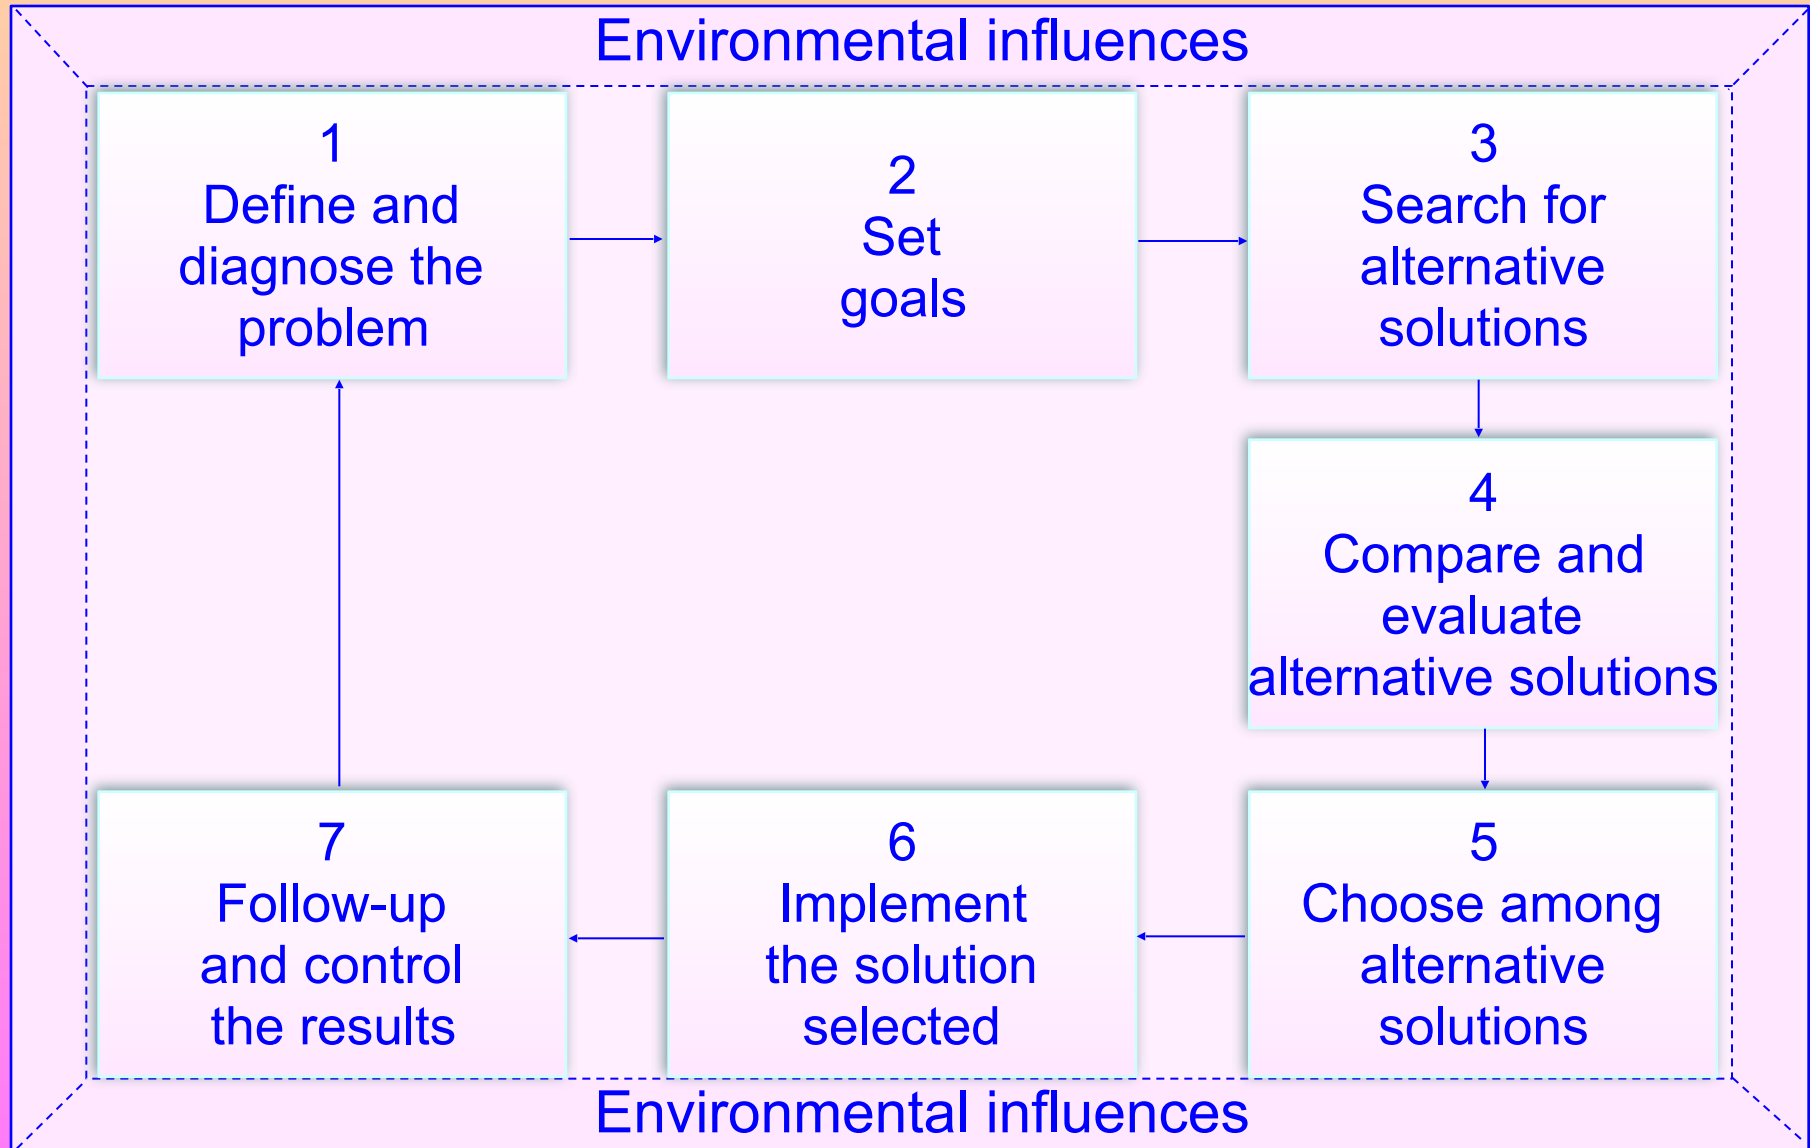 Environmental influences
1
Define and
diagnose the
problem
2
Set
goals
3
Search for
alternative
solutions
4
Compare and
evaluate
alternative solutions
5
Choose among
alternative
solutions
6
Implement
the solution
selected
7
Follow-up
and control
the results
Environmental influences